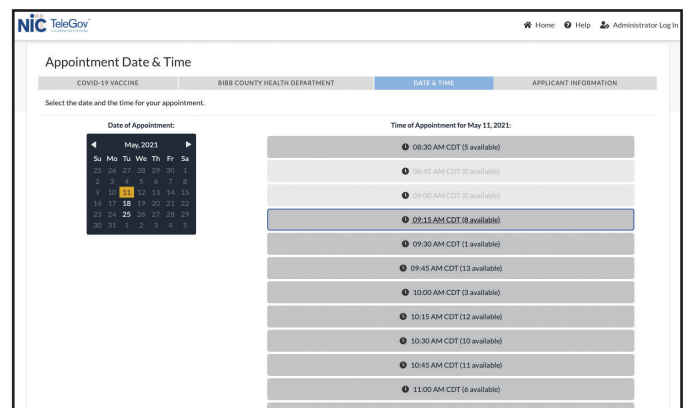 NIC TeleGov
Home Help Administrator Log In
Appointment Date & Time
COVID-19 VACCINE BIBB COUNTY HEALTH DEPARTMENT DATE & TIME APPLICANT INFORMATION
Select the date and the time for your appointment.
Date of Appointment:
May, 2021
Su Mo Tu We Th Fr Sa
25 26 27 28 29 30 1
2 3 4 5 6 7 8
9 10 11 12 13 14 15
16 17 18 19 20 21 22
23 24 25 26 27 28 29
30 31 1 2 3 4 5
Time of Appointment for May 11, 2021:
08:30 AM CDT (5 available)
08:45 AM CDT (0 available)
09:00 AM CDT (0 available)
09:15 AM CDT (8 available)
09:30 AM CDT (1 available)
09:45 AM CDT (13 available)
10:00 AM CDT (3 available)
10:15 AM CDT (12 available)
10:30 AM CDT (10 available)
10:45 AM CDT (11 available)
11:00 AM CDT (6 available)